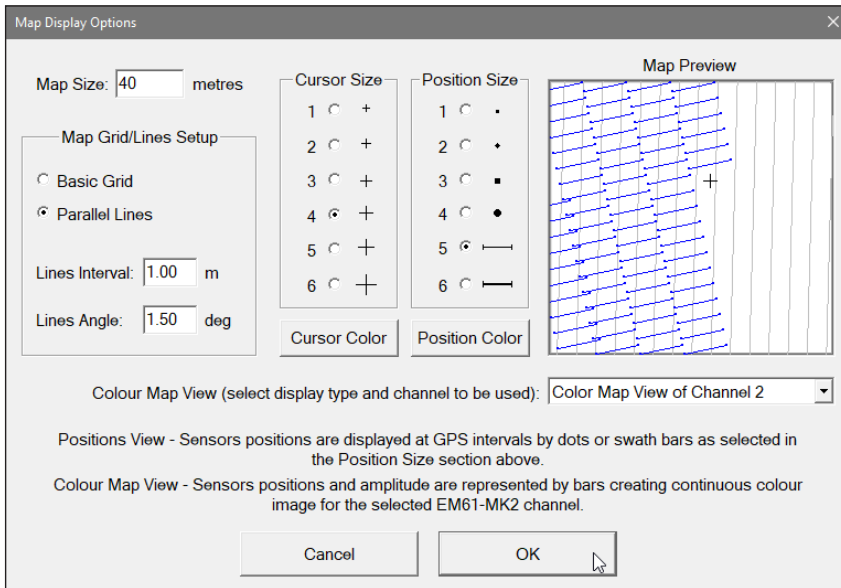 Map Display Options
Map Size: 40 metres
Map Grid/Lines Setup
Basic Grid
Parallel Lines
Lines Interval: 1.00 m
Lines Angle: 1.50 deg
Cursor Size
1
2
3
4
5
6
Cursor Color
Position Size
1
2
3
4
5
6
Position Color
Map Preview
Colour Map View (select display type and channel to be used): Color Map View of Channel 2
Positions View - Sensors positions are displayed at GPS intervals by dots or swath bars as selected in
the Position Size section above.
Colour Map View - Sensors positions and amplitude are represented by bars creating continuous colour
image for the selected EM61-MK2 channel.
Cancel
OK